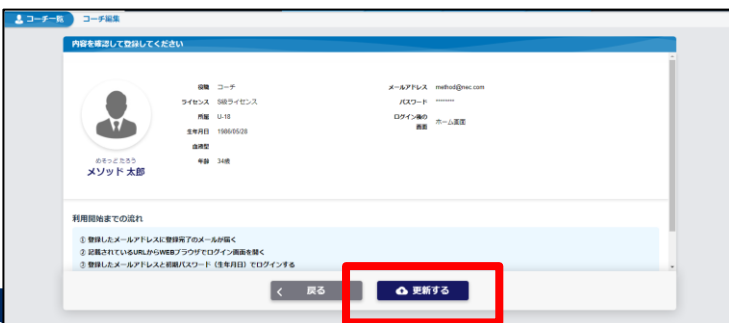 コーチ一覧 コーチ編集
内容を確認して登録してください
役職 コーチ
ライセンス S級ライセンス
所属 U-18
生年月日 1986/05/28
血液型
年齢 34歳
めそっど たろう
メソッド 太郎
メールアドレス method@nec.com
パスワード ********
ログイン後の画面 ホーム画面
利用開始までの流れ
① 登録したメールアドレスに登録完了のメールが届く
② 記載されているURLからWEBブラウザでログイン画面を開く
③ 登録したメールアドレスと初期パスワード（生年月日）でログインする
戻る 更新する